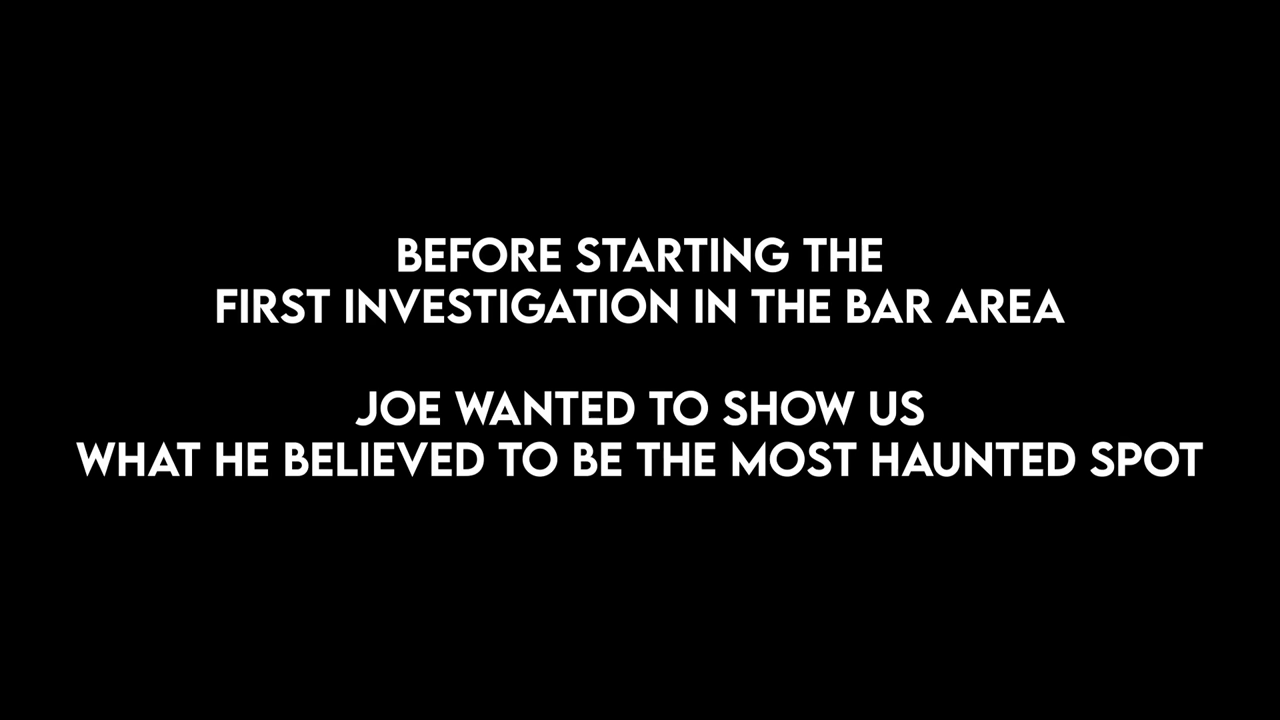 BEFORE STARTING THE
FIRST INVESTIGATION IN THE BAR AREA
JOE WANTED TO SHOW US
WHAT HE BELIEVED TO BE THE MOST HAUNTED SPOT